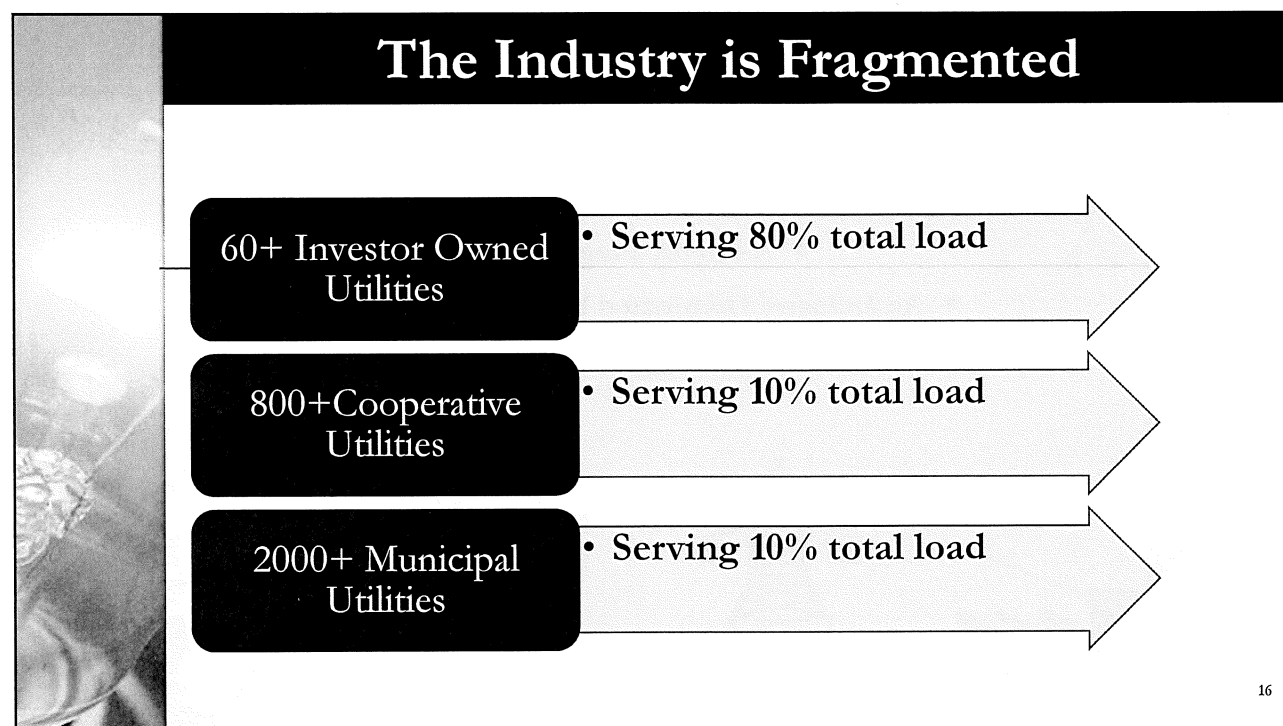 The Industry is Fragmented
60+ Investor Owned
Utilities
• Serving 80% total load
800+Cooperative
Utilities
• Serving 10% total load
2000+ Municipal
Utilities
• Serving 10% total load
16